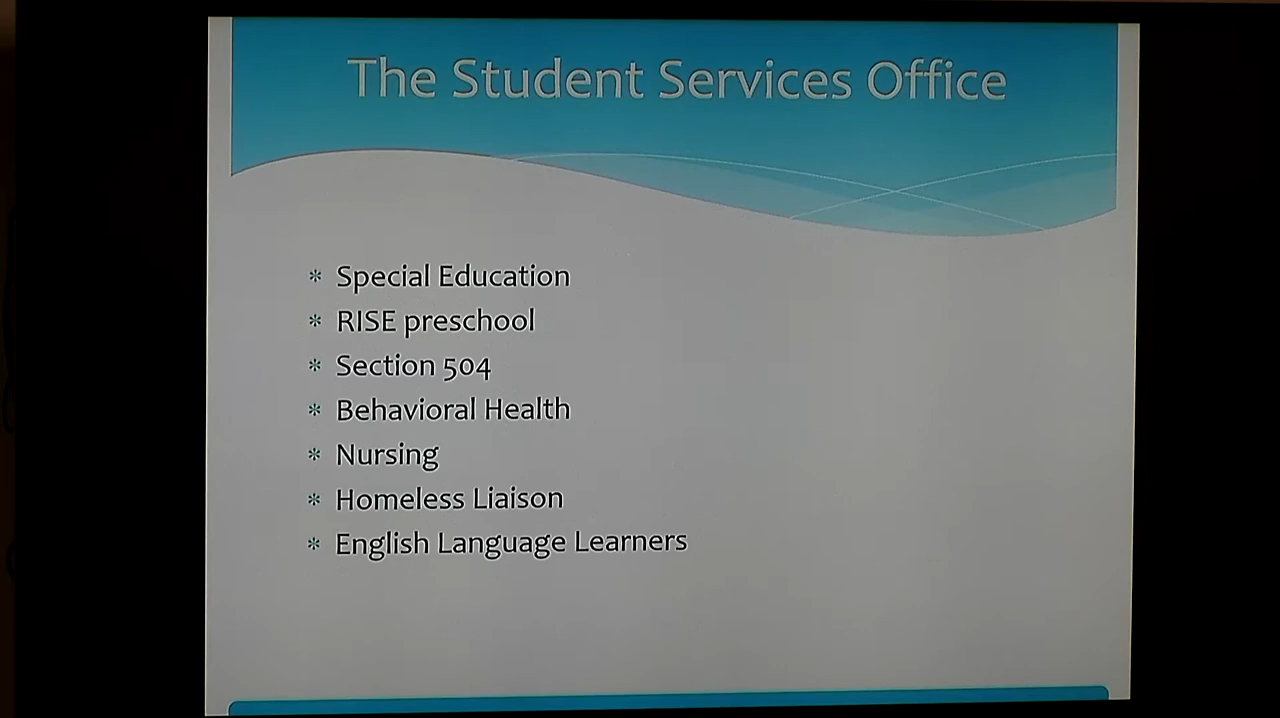 The Student Services Office
* Special Education
* RISE preschool
* Section 504
* Behavioral Health
* Nursing
* Homeless Liaison
* English Language Learners